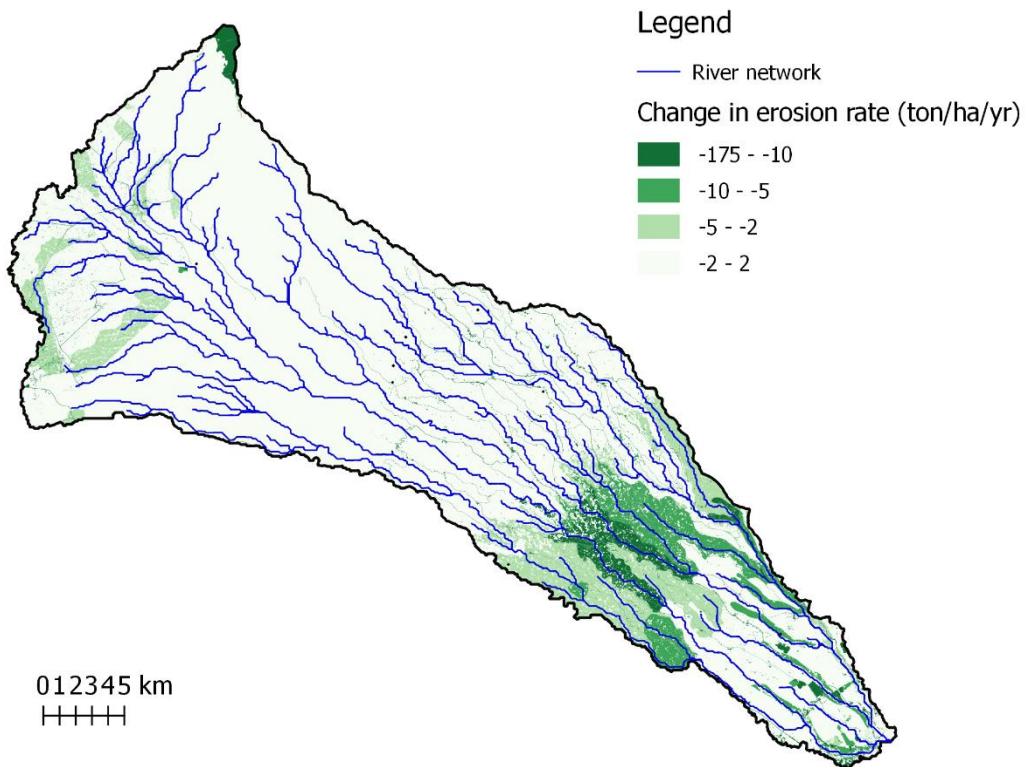 Legend
River network
Change in erosion rate (ton/ha/yr)
-175 - -10
-10 - -5
-5 - -2
-2 - 2
012345 km